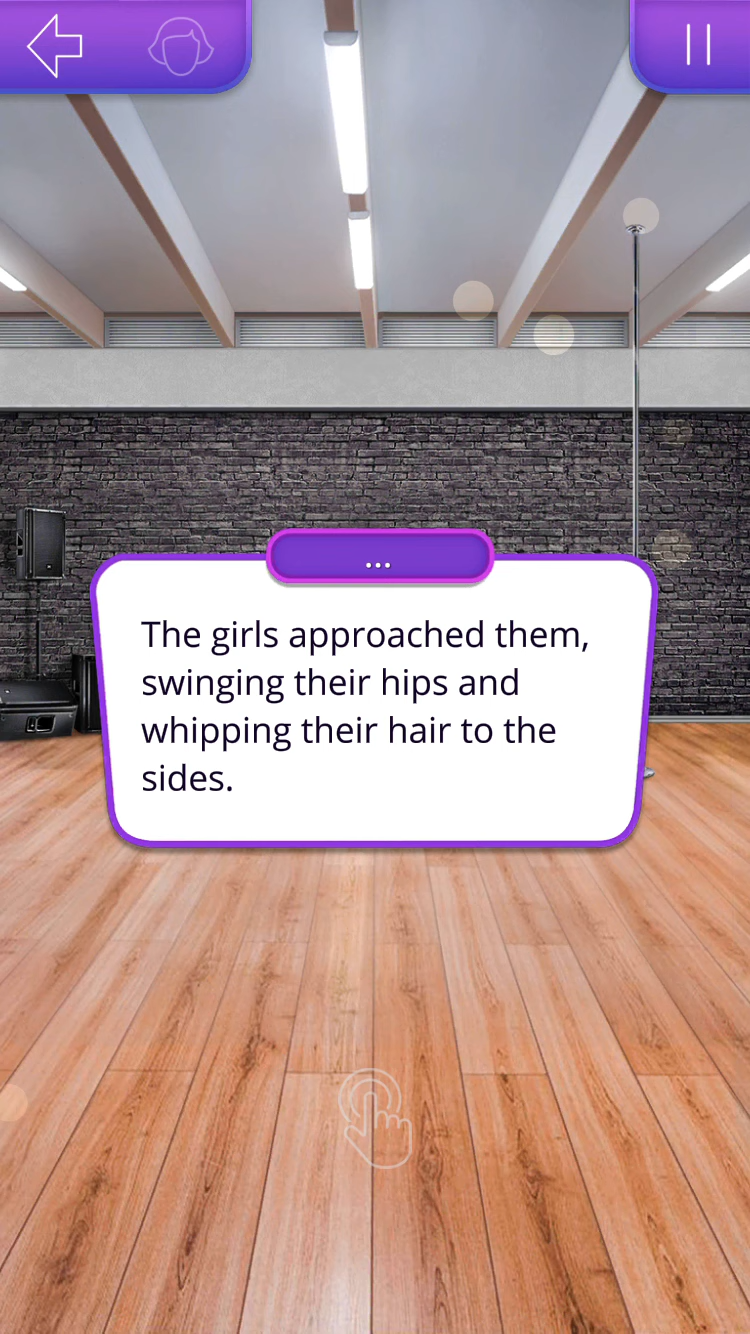 ...
The girls approached them,
swinging their hips and
whipping their hair to the
sides.